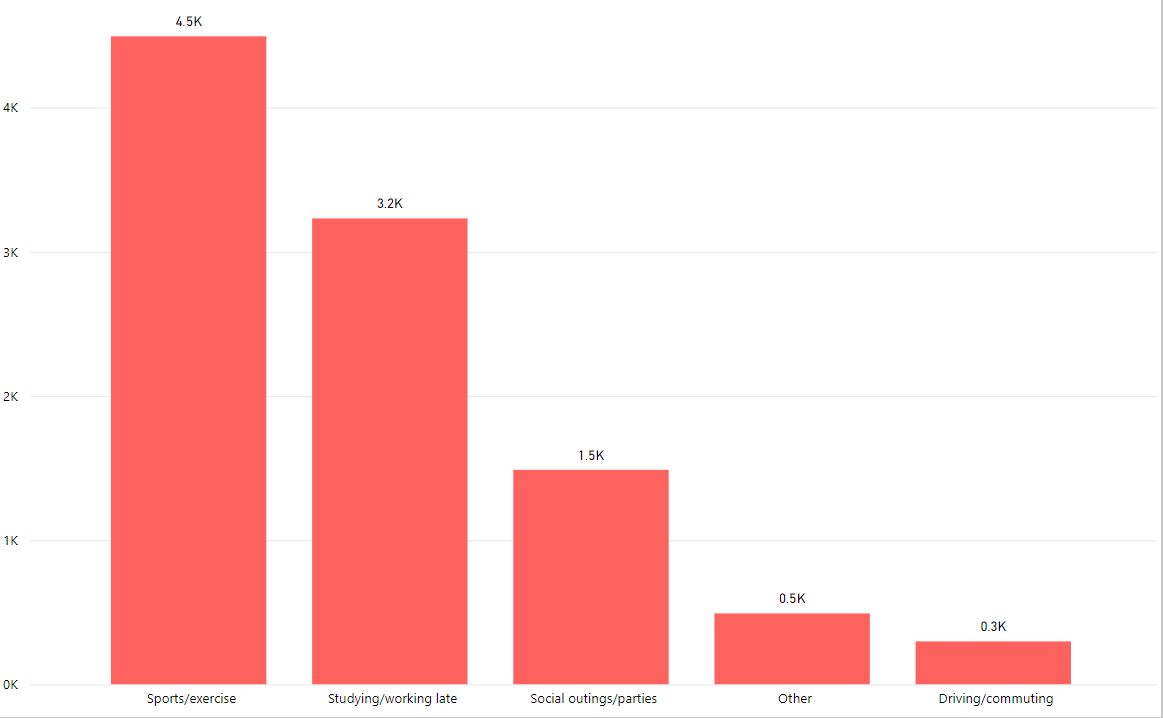 4.5K
4K
3.2K
3K
2K
1.5K
1K
0.5K
0.3K
0K
Sports/exercise
Studying/working late
Social outings/parties
Other
Driving/commuting